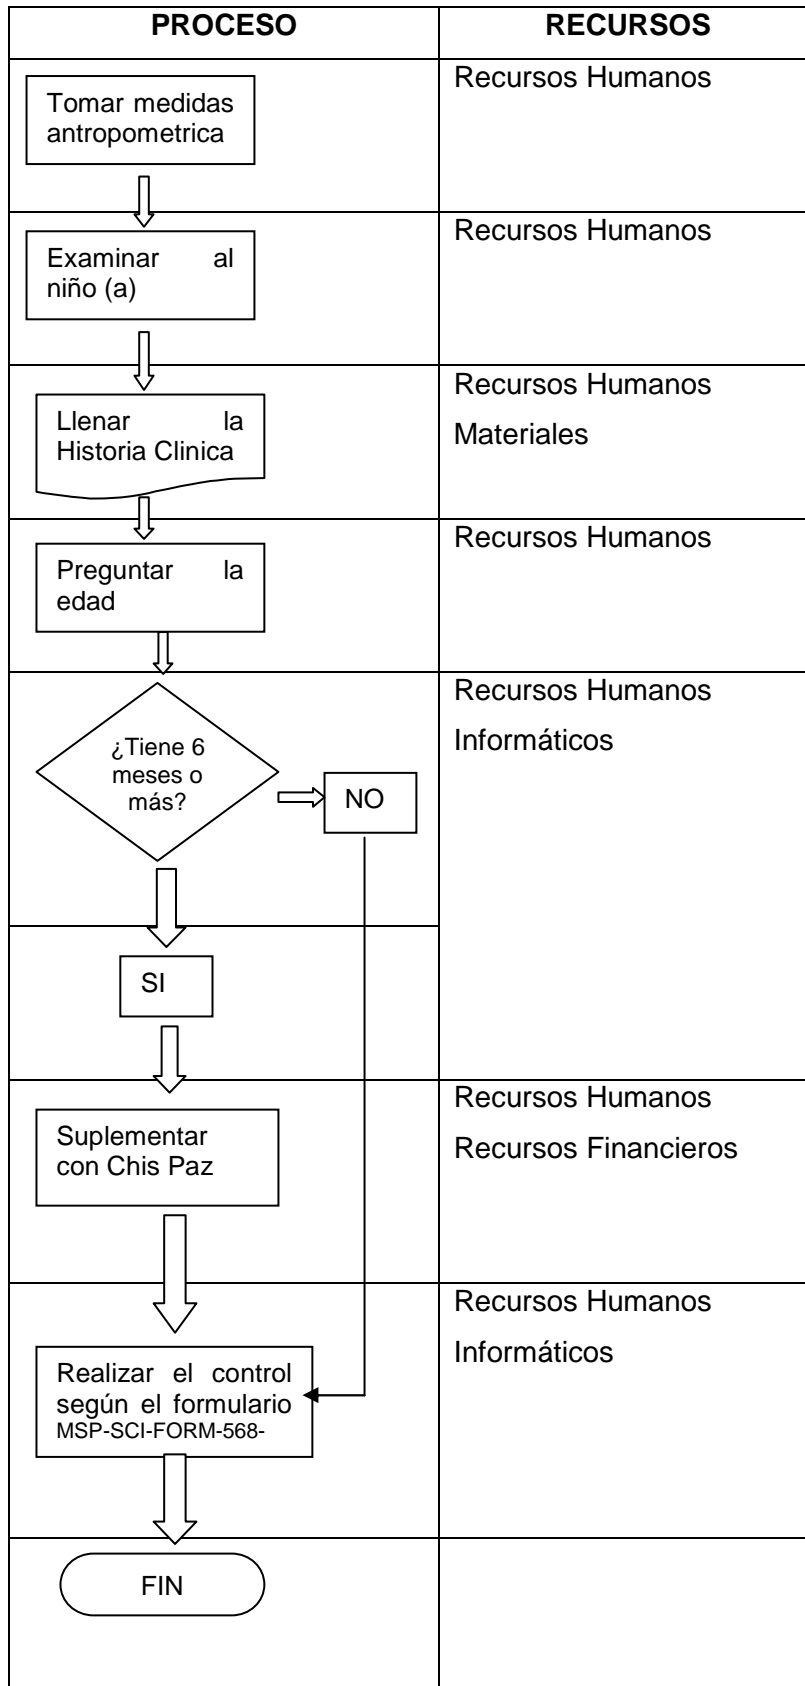 PROCESO RECURSOS
Tomar medidas
antropometrica
Recursos Humanos
Examinar al
niño (a)
Recursos Humanos
Llenar la
Historia Clinica
Recursos Humanos
Materiales
Preguntar la
edad
Recursos Humanos
¿Tiene 6
meses o
más?
NO
Recursos Humanos
Informáticos
SI
Suplementar
con Chis Paz
Recursos Humanos
Recursos Financieros
Realizar el control
según el formulario
MSP-SCI-FORM-568-
Recursos Humanos
Informáticos
FIN